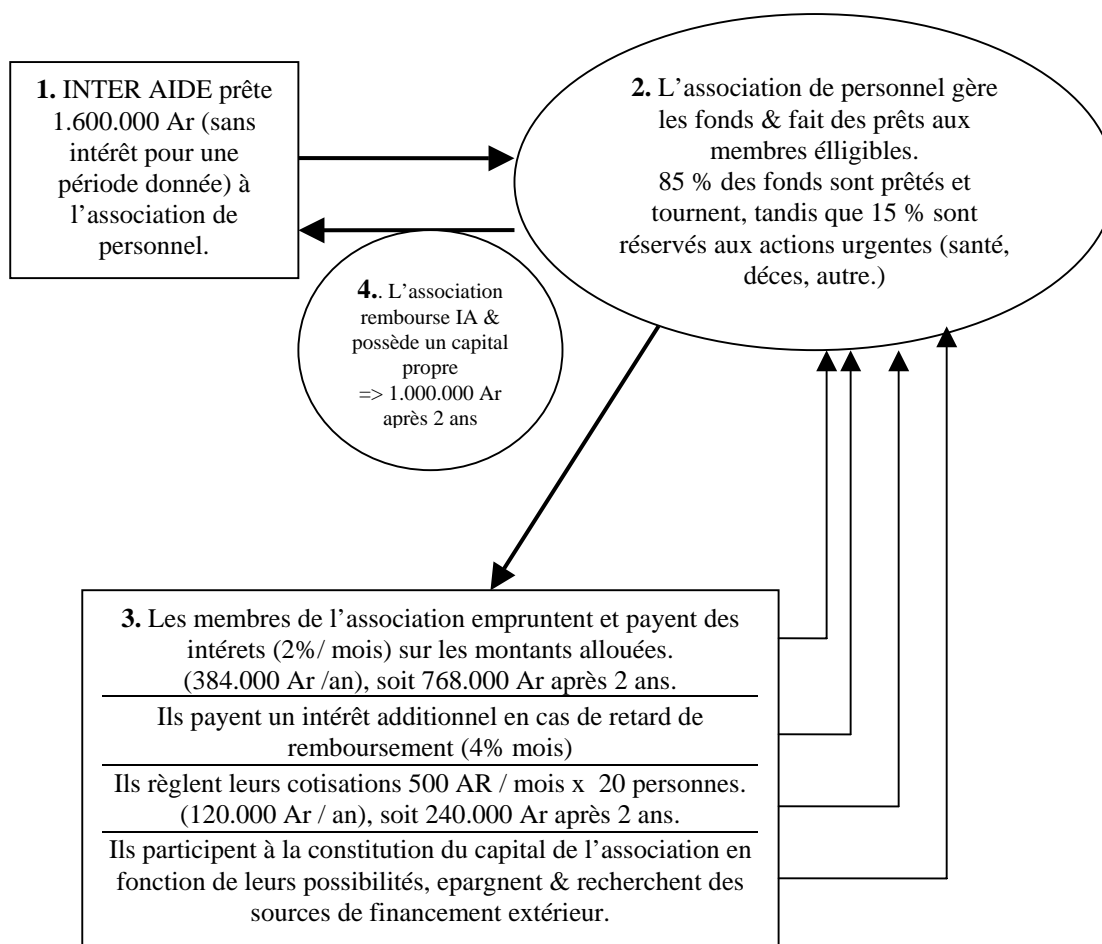 1. INTER AIDE prête
1.600.000 Ar (sans
intérêt pour une
période donnée) à
l’association de
personnel.
2. L’association de personnel gère
les fonds & fait des prêts aux
membres élligibles.
85 % des fonds sont prêtés et
tournent, tandis que 15 % sont
réservés aux actions urgentes (santé,
déces, autre.)
4.. L’association
rembourse IA &
possède un capital
propre
=> 1.000.000 Ar
après 2 ans
3. Les membres de l’association empruntent et payent des
intérets (2%/ mois) sur les montants allouées.
(384.000 Ar /an), soit 768.000 Ar après 2 ans.
Ils payent un intérêt additionnel en cas de retard de
remboursement (4% mois)
Ils règlent leurs cotisations 500 AR / mois x 20 personnes.
(120.000 Ar / an), soit 240.000 Ar après 2 ans.
Ils participent à la constitution du capital de l’association en
fonction de leurs possibilités, epargnent & recherchent des
sources de financement extérieur.